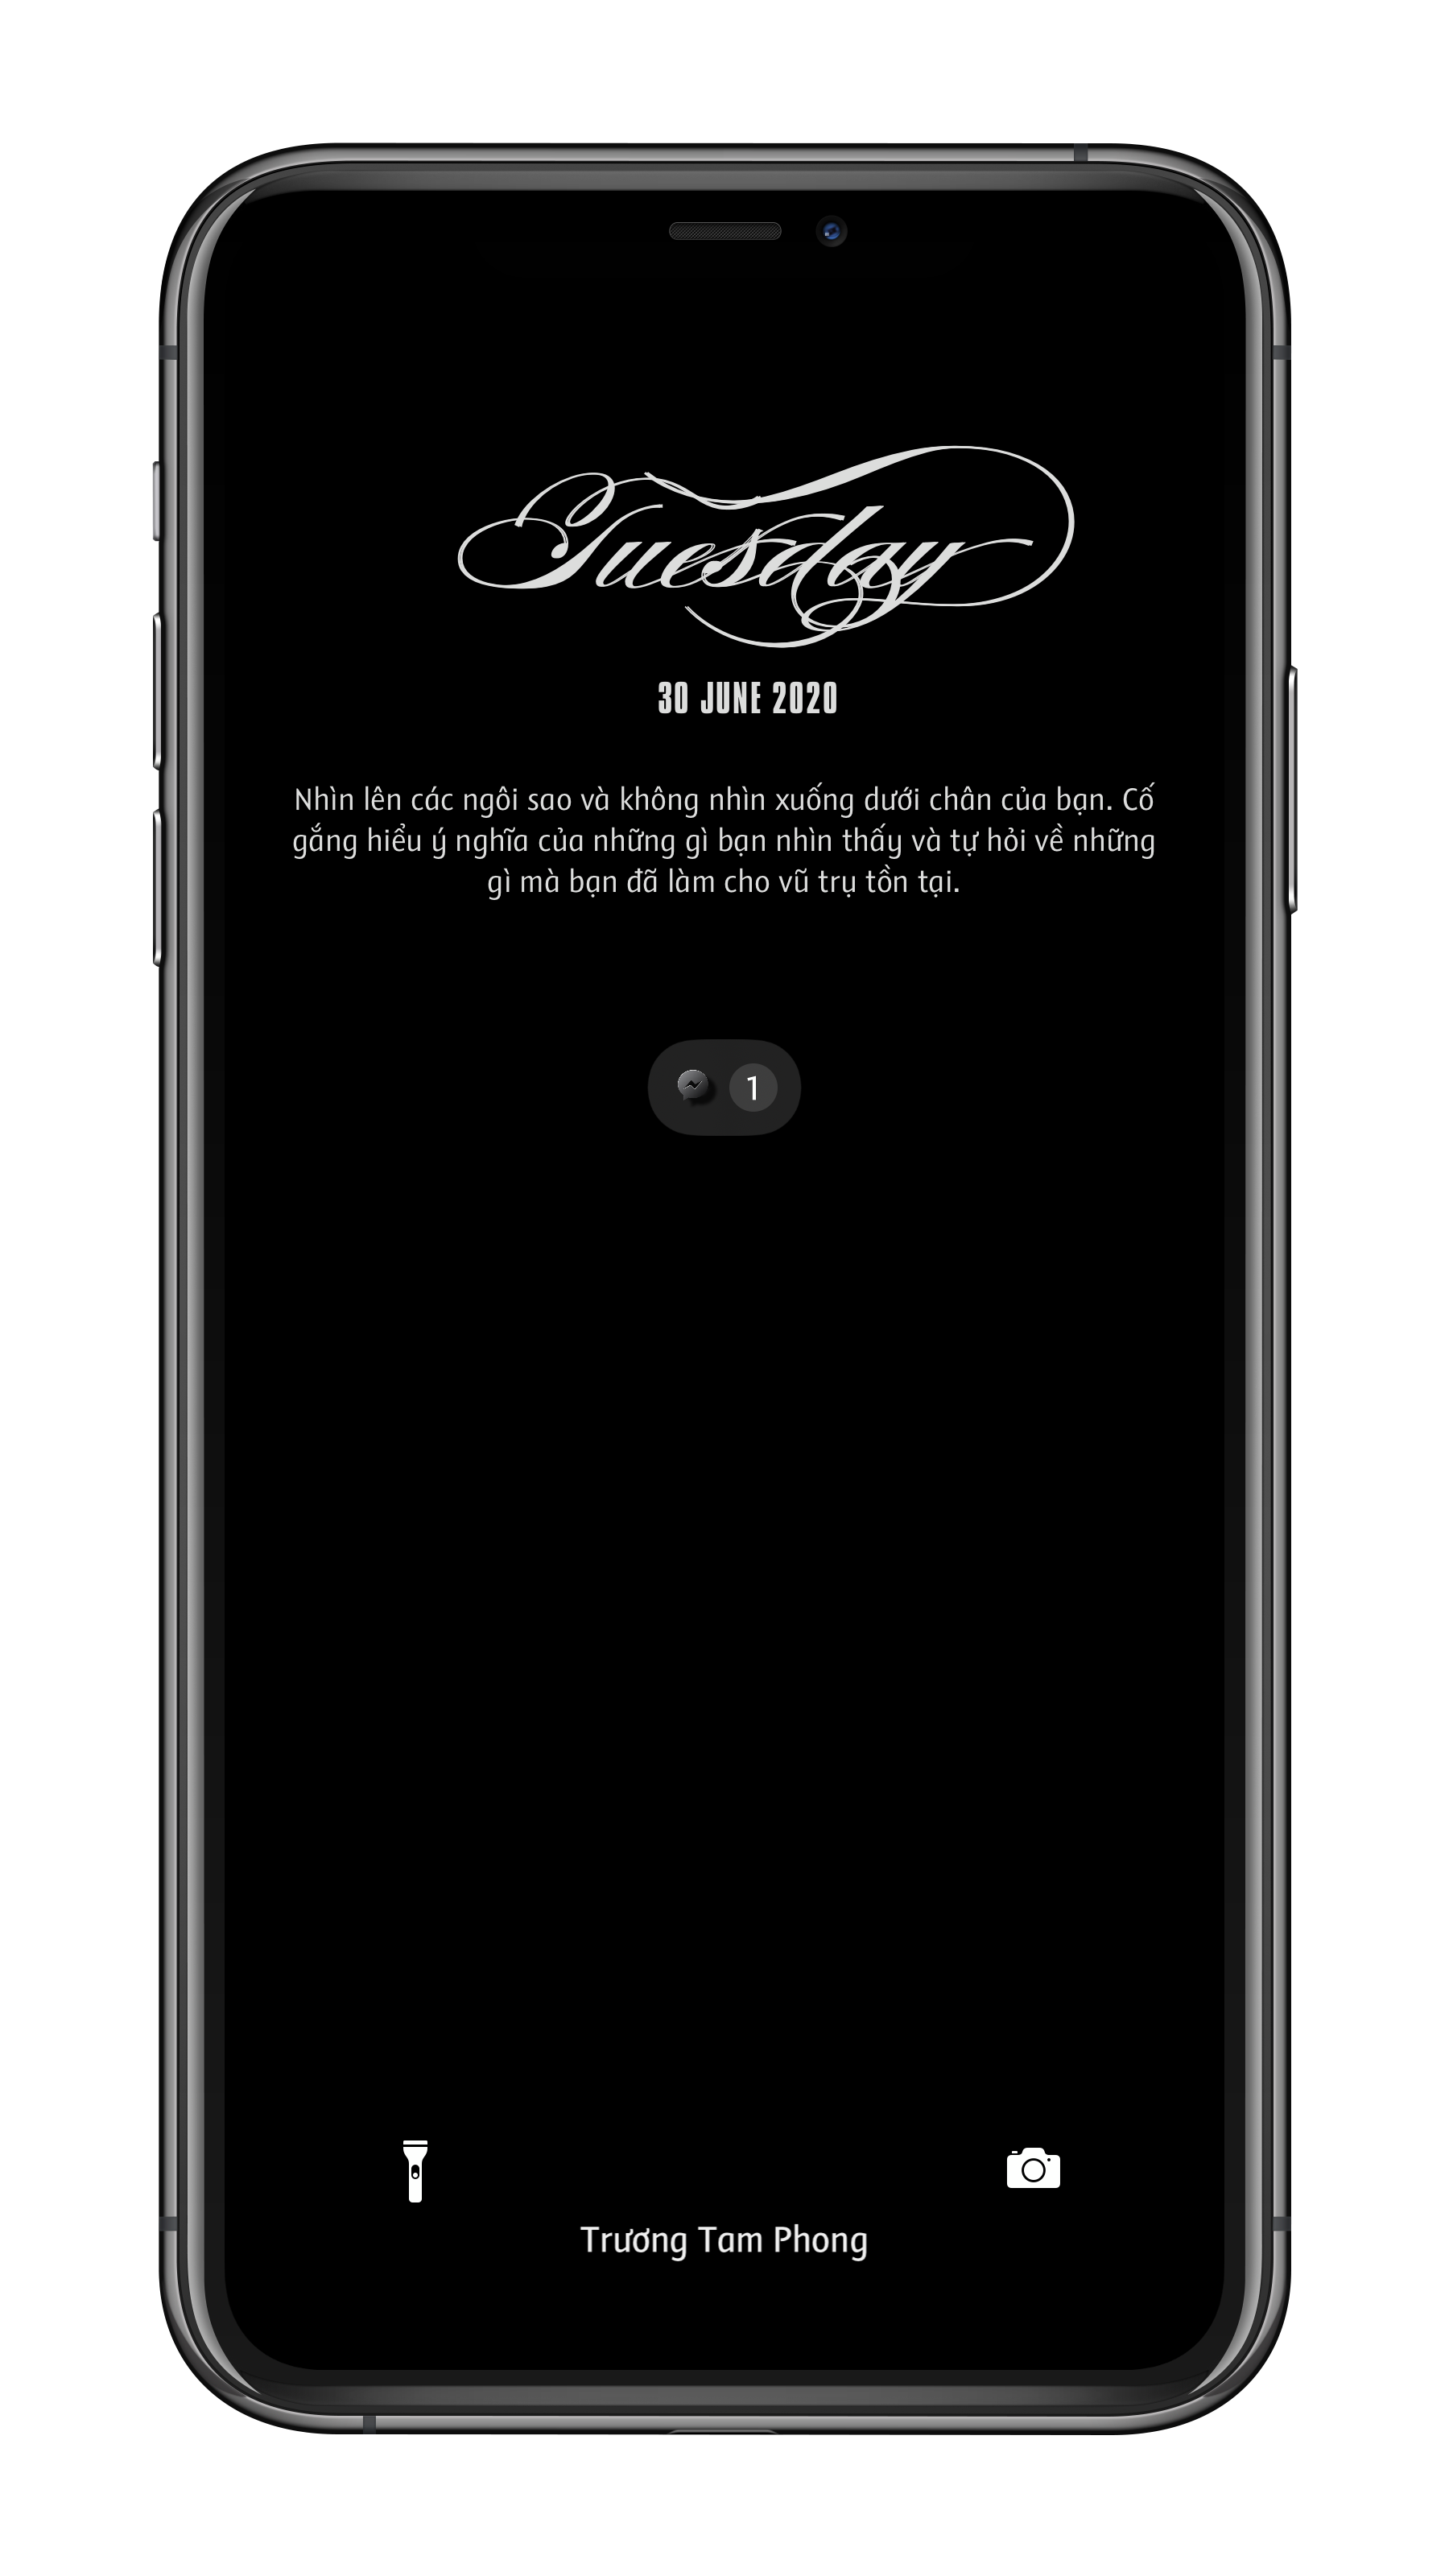 Tuesday
30 JUNE 2020
Nhìn lên các ngôi sao và không nhìn xuống dưới chân của bạn. Cố
gắng hiểu ý nghĩa của những gì bạn nhìn thấy và tự hỏi về những
gì mà bạn đã làm cho vũ trụ tồn tại.
1
Trương Tam Phong